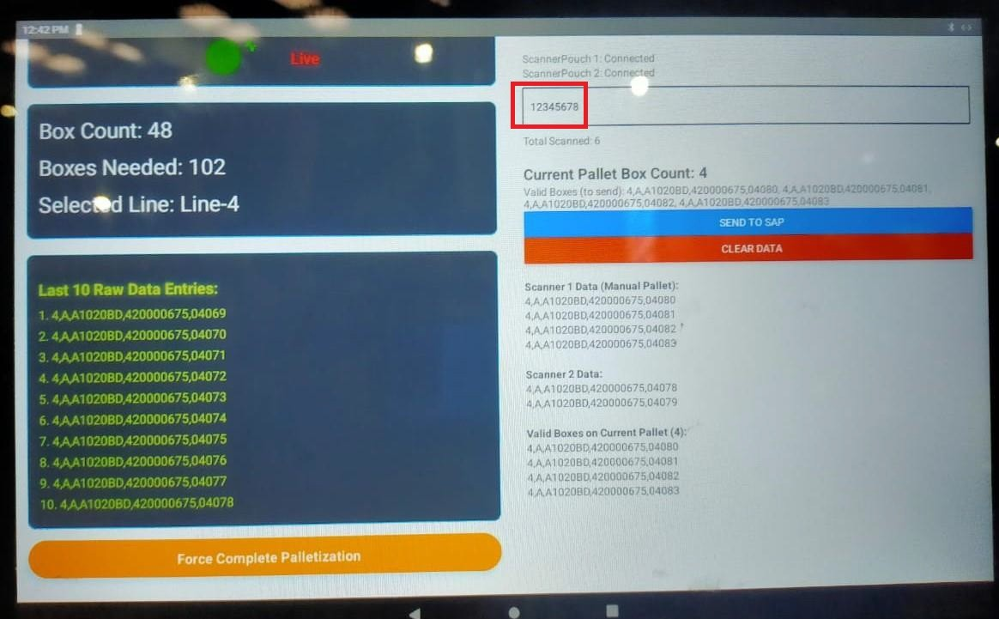 12:42 PM
Live
Box Count: 48
Boxes Needed: 102
Selected Line: Line-4
Last 10 Raw Data Entries:
1. 4,A,A1020BD,420000675,04069
2. 4,A,A1020BD,420000675,04070
3. 4,A,A1020BD,420000675,04071
4. 4,A,A1020BD,420000675,04072
5. 4,A,A1020BD,420000675,04073
6. 4,A,A1020BD,420000675,04074
7. 4,A,A1020BD,420000675,04075
8. 4,A,A1020BD,420000675,04076
9. 4,A,A1020BD,420000675,04077
10. 4,A,A1020BD,420000675,04078
Force Complete Palletization
ScannerPouch 1: Connected
ScannerPouch 2: Connected
12345678
Total Scanned: 6
Current Pallet Box Count: 4
Valid Boxes (to send): 4,A,A1020BD,420000675,04080, 4,A,A1020BD,420000675,04081,
4,A,A1020BD,420000675,04082, 4,A,A1020BD,420000675,04083
SEND TO SAP
CLEAR DATA
Scanner 1 Data (Manual Pallet):
4,A,A1020BD,420000675,04080
4,A,A1020BD,420000675,04081
4,A,A1020BD,420000675,04082
4,A,A1020BD,420000675,04083
Scanner 2 Data:
4,A,A1020BD,420000675,04078
4,A,A1020BD,420000675,04079
Valid Boxes on Current Pallet (4):
4,A,A1020BD,420000675,04080
4,A,A1020BD,420000675,04081
4,A,A1020BD,420000675,04082
4,A,A1020BD,420000675,04083